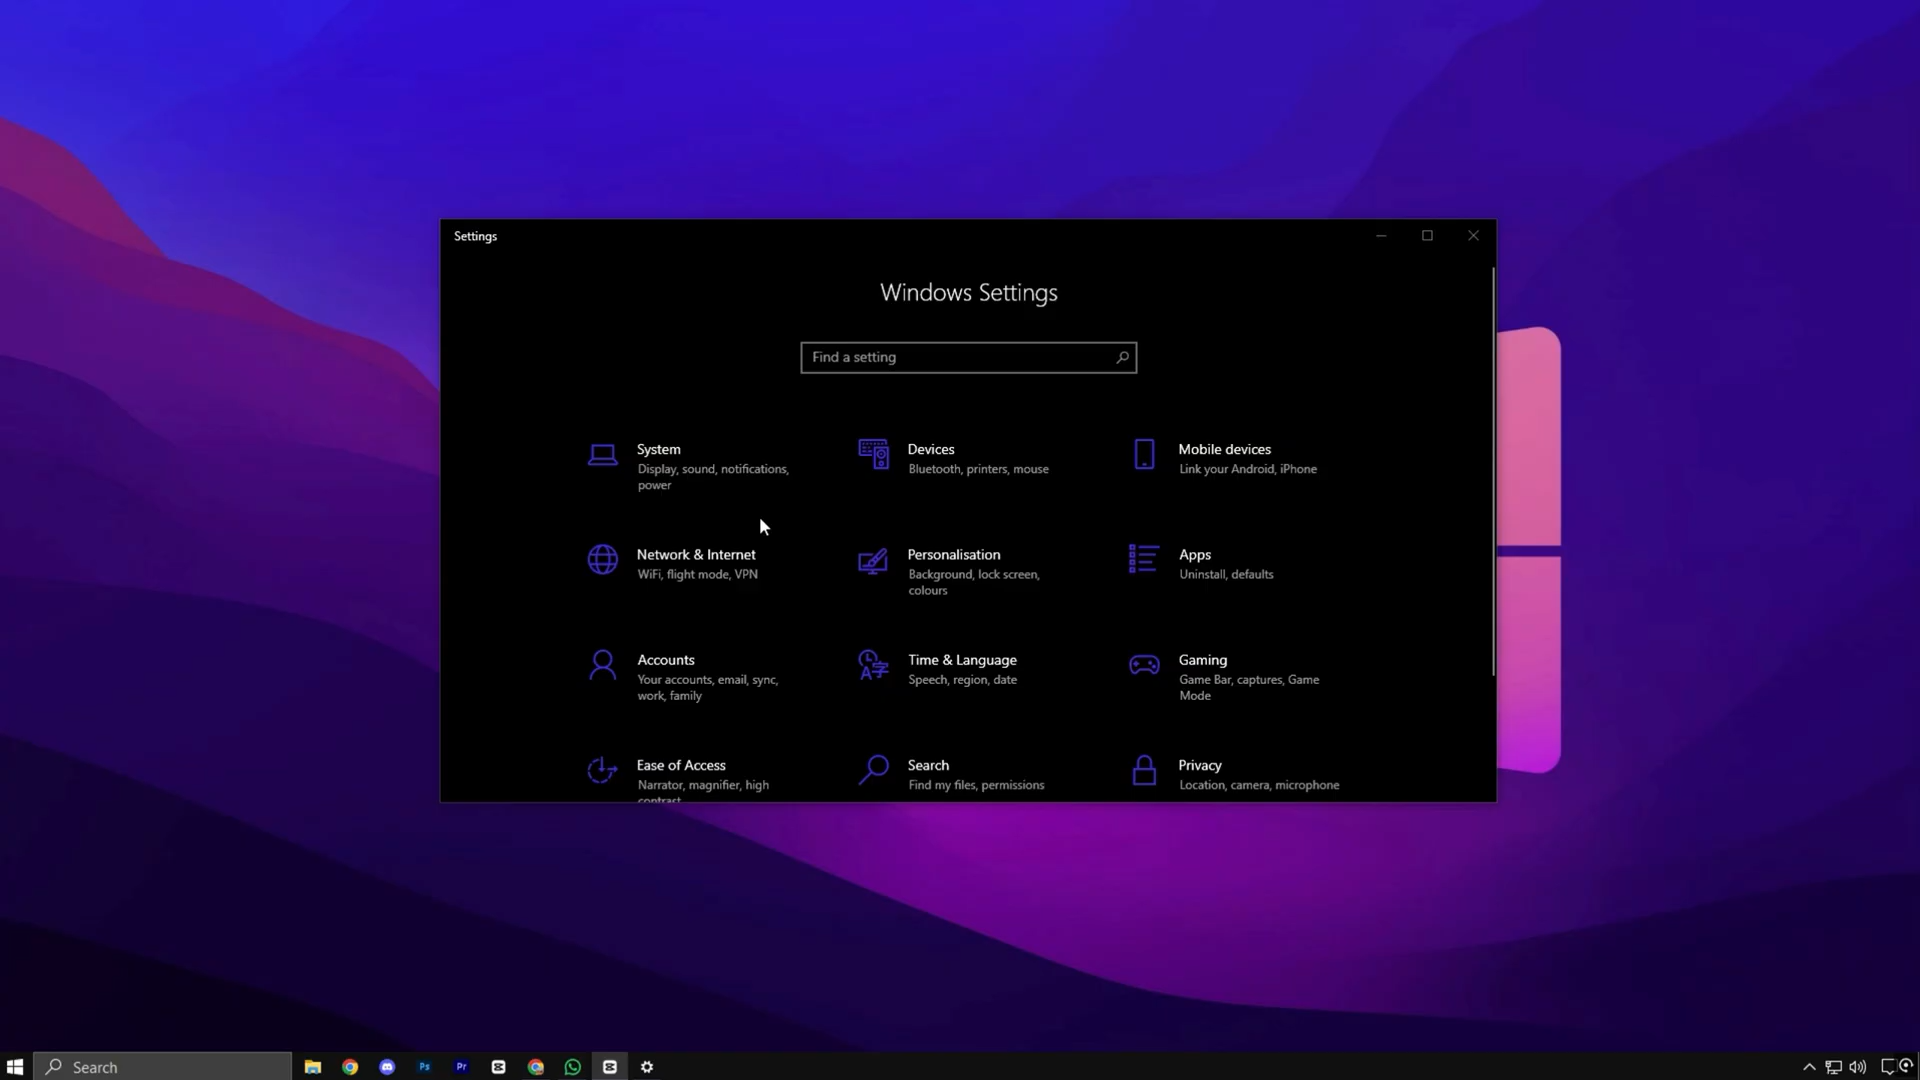 Settings
Windows Settings
Find a setting
System
Display, sound, notifications,
power
Devices
Bluetooth, printers, mouse
Mobile devices
Link your Android, iPhone
Network & Internet
WiFi, flight mode, VPN
Personalisation
Background, lock screen,
colours
Apps
Uninstall, defaults
Accounts
Your accounts, email, sync,
work, family
Time & Language
Speech, region, date
Gaming
Game Bar, captures, Game
Mode
Ease of Access
Narrator, magnifier, high
contrast
Search
Find my files, permissions
Privacy
Location, camera, microphone
Search
Ps
Pr